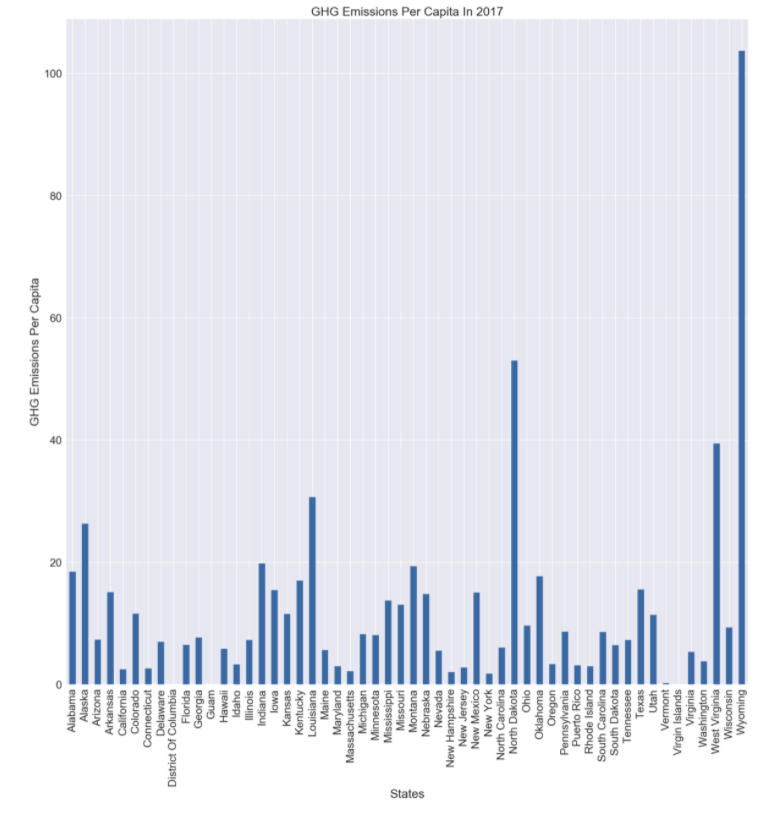 GHG Emissions Per Capita In 2017
GHG Emissions Per Capita
100
80
60
40
20
0
Alabama
Alaska
Arizona
Arkansas
California
Colorado
Connecticut
Delaware
District Of Columbia
Florida
Georgia
Guam
Hawaii
Idaho
Illinois
Indiana
Iowa
Kansas
Kentucky
Louisiana
Maine
Maryland
Massachusetts
Michigan
Minnesota
Mississippi
Missouri
Montana
Nebraska
Nevada
New Hampshire
New Jersey
New Mexico
New York
North Carolina
North Dakota
Ohio
Oklahoma
Oregon
Pennsylvania
Puerto Rico
Rhode Island
South Carolina
South Dakota
Tennessee
Texas
Utah
Vermont
Virgin Islands
Virginia
Washington
West Virginia
Wisconsin
Wyoming
States